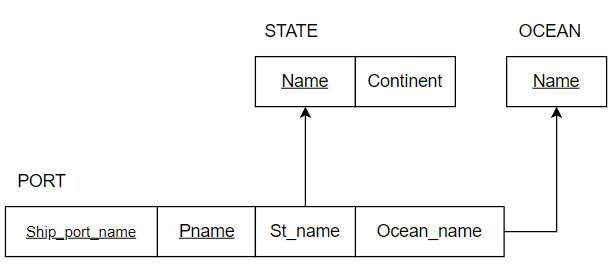 STATE OCEAN
Name Continent Name
PORT
Ship_port_name Pname St_name Ocean_name